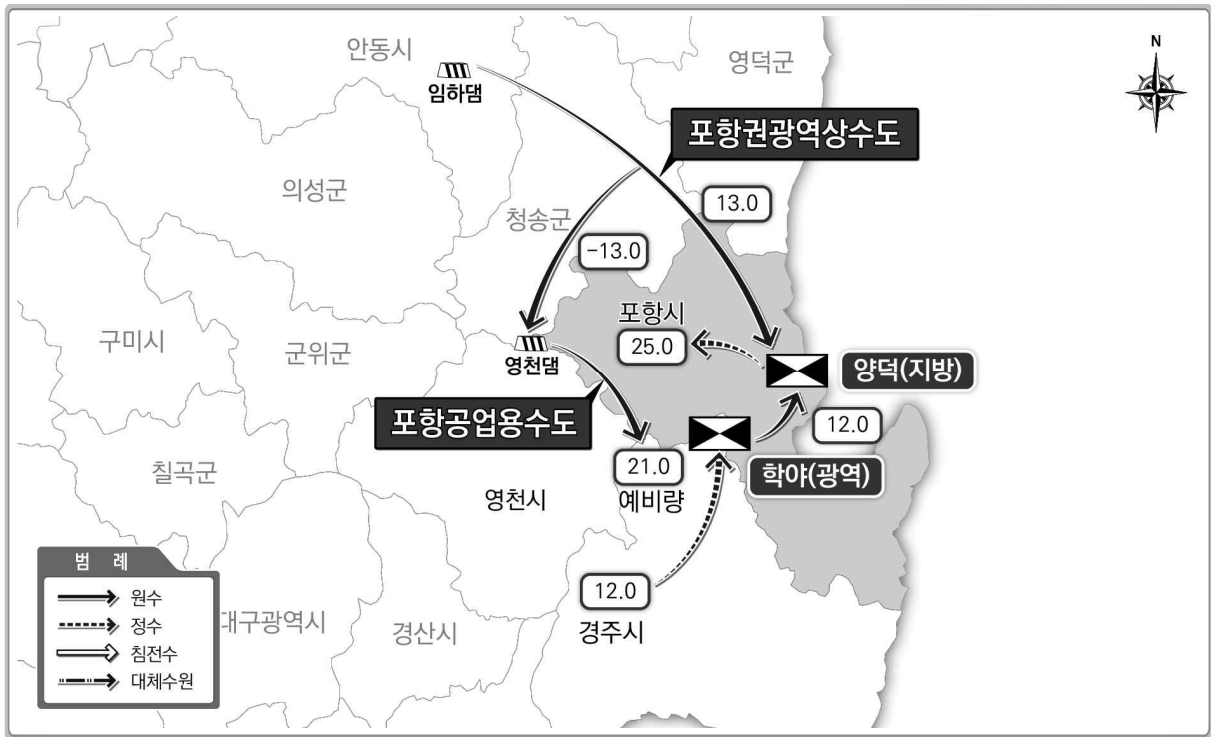 안동시
영덕군
N
임하댐
포항권광역상수도
의성군
13.0
청송군
-13.0
포항시
구미시
군위군
25.0
영천댐
양덕(지방)
포항공업용수도
12.0
칠곡군
21.0
학야(광역)
영천시
예비량
범 례
원수
12.0
정수
대구광역시
경산시
경주시
침전수
대체수원